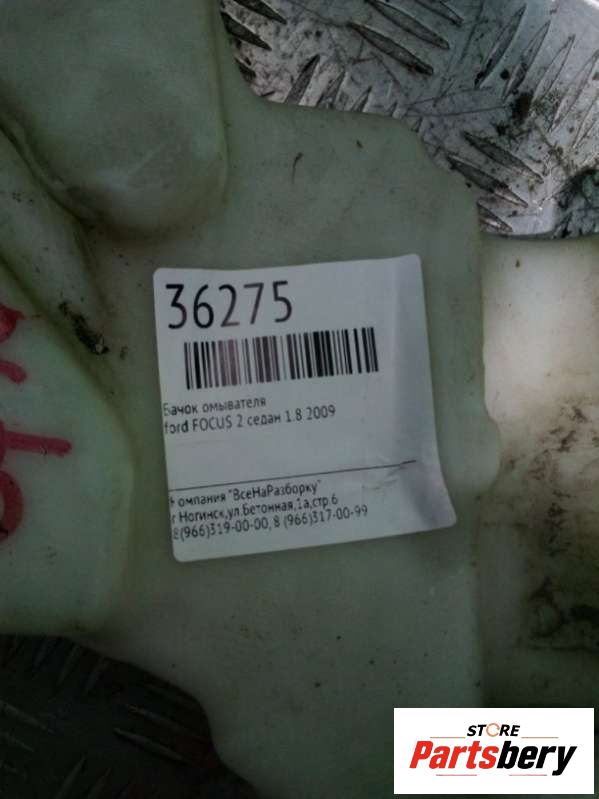 36275
Бачок омывателя
ford FOCUS 2 седан 1.8 2009
Компания "ВсеНаРазборку"
г Ногинск,ул.Бетонная,1а,стр.6
8(966)319-00-00, 8 (966)317-00-99
STORE
Partsbery